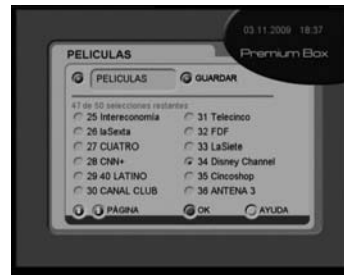 03.11.2009 18:37
Premium Box
PELICULAS
PELICULAS GUARDAR
47 de 50 selecciones restantes
25 Intereconomía 31 Telecinco
26 laSexta 32 FDF
27 CUATRO 33 LaSiete
28 CNN+ 34 Disney Channel
29 40 LATINO 35 Cincoshop
30 CANAL CLUB 36 ANTENA 3
PÁGINA OK AYUDA